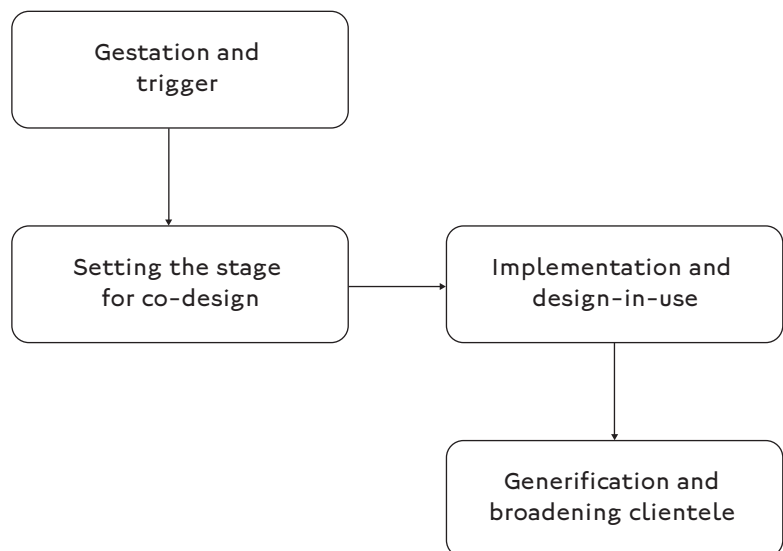 Gestation and
trigger
Setting the stage
for co-design
Implementation and
design-in-use
Generification and
broadening clientele